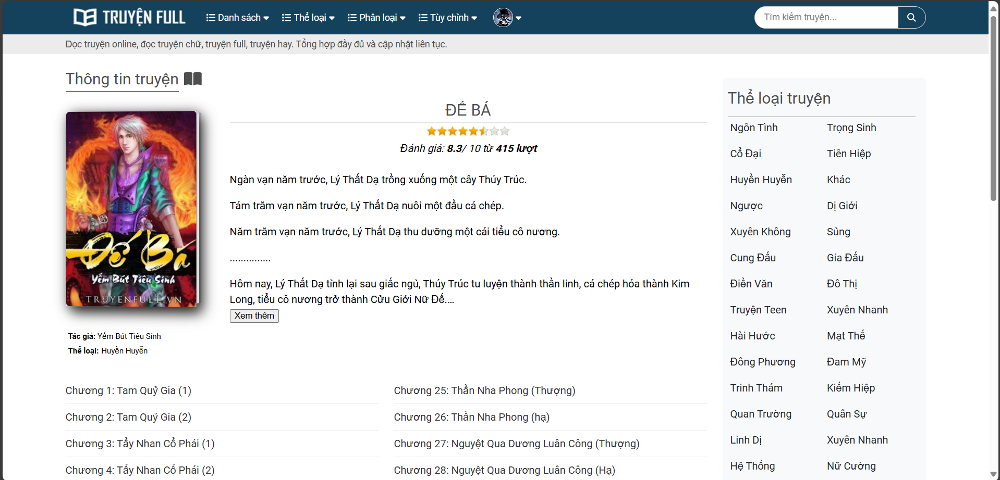 TRUYỆN FULL
Danh sách
Thể loại
Phân loại
Tùy chỉnh
Tìm kiếm truyện...
Đọc truyện online, đọc truyện chữ, truyện full, truyện hay. Tổng hợp đầy đủ và cập nhật liên tục.
Thông tin truyện
Đế Bá
Yếm Bút Tiêu Sinh
TRUYENFULL.VN
Tác giả: Yếm Bút Tiêu Sinh
Thể loại: Huyền Huyễn
ĐẾ BÁ
Đánh giá: 8.3/ 10 từ 415 lượt
Ngàn vạn năm trước, Lý Thất Dạ trồng xuống một cây Thúy Trúc.
Tám trăm vạn năm trước, Lý Thất Dạ nuôi một đầu cá chép.
Năm trăm vạn năm trước, Lý Thất Dạ thu dưỡng một cái tiểu cô nương.
...............
Hôm nay, Lý Thất Dạ tỉnh lại sau giấc ngủ, Thúy Trúc tu luyện thành thần linh, cá chép hóa thành Kim
Long, tiểu cô nương trở thành Cửu Giới Nữ Đế....
Xem thêm
Chương 1: Tam Quỷ Gia (1)
Chương 2: Tam Quỷ Gia (2)
Chương 3: Tẩy Nhan Cổ Phái (1)
Chương 4: Tẩy Nhan Cổ Phái (2)
Chương 25: Thần Nha Phong (Thượng)
Chương 26: Thần Nha Phong (hạ)
Chương 27: Nguyệt Qua Dương Luân Công (Thượng)
Chương 28: Nguyệt Qua Dương Luân Công (Hạ)
Thể loại truyện
Ngôn Tình
Trọng Sinh
Cổ Đại
Tiên Hiệp
Huyền Huyễn
Khác
Ngược
Dị Giới
Xuyên Không
Sủng
Cung Đấu
Gia Đấu
Điền Văn
Đô Thị
Truyện Teen
Xuyên Nhanh
Hài Hước
Mạt Thế
Đông Phương
Đam Mỹ
Trinh Thám
Kiếm Hiệp
Quan Trường
Quân Sự
Linh Dị
Xuyên Nhanh
Hệ Thống
Nữ Cường